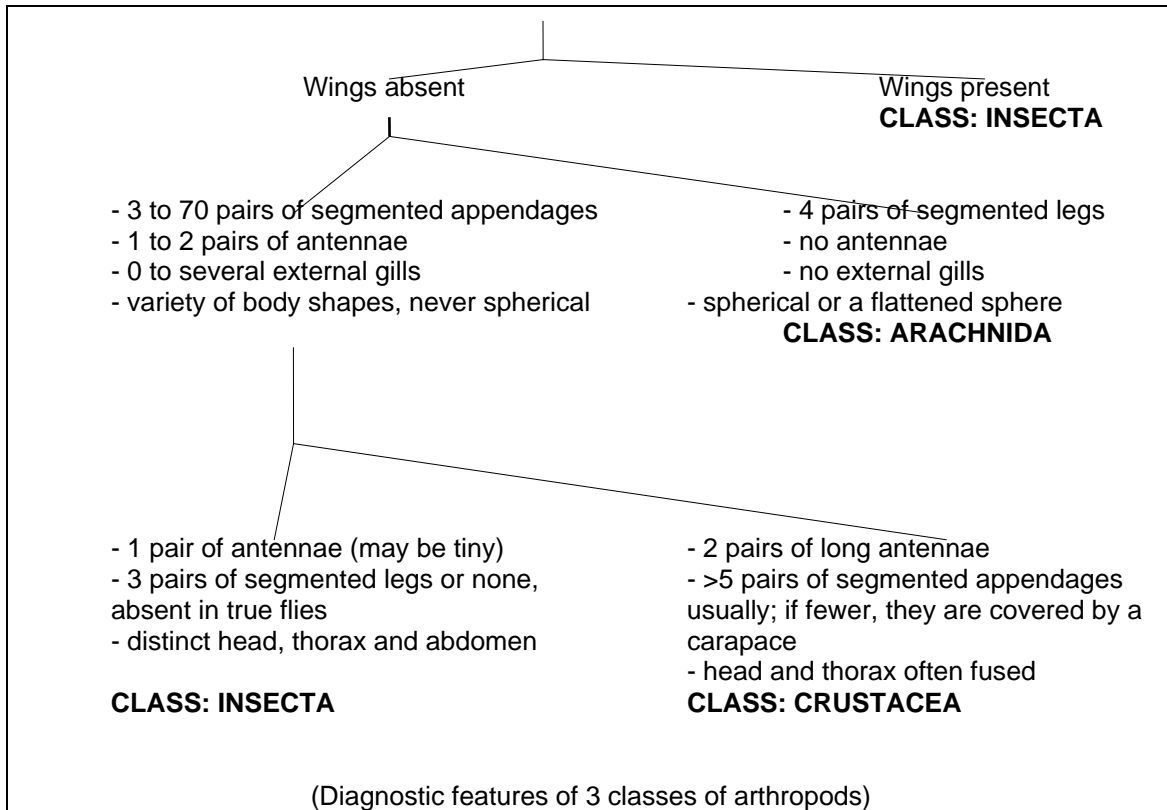 Wings absent
Wings present
CLASS: INSECTA
- 3 to 70 pairs of segmented appendages
- 1 to 2 pairs of antennae
- 0 to several external gills
- variety of body shapes, never spherical
- 4 pairs of segmented legs
- no antennae
- no external gills
- spherical or a flattened sphere
CLASS: ARACHNIDA
- 1 pair of antennae (may be tiny)
- 3 pairs of segmented legs or none,
absent in true flies
- distinct head, thorax and abdomen
CLASS: INSECTA
- 2 pairs of long antennae
- >5 pairs of segmented appendages
usually; if fewer, they are covered by a
carapace
- head and thorax often fused
CLASS: CRUSTACEA
(Diagnostic features of 3 classes of arthropods)